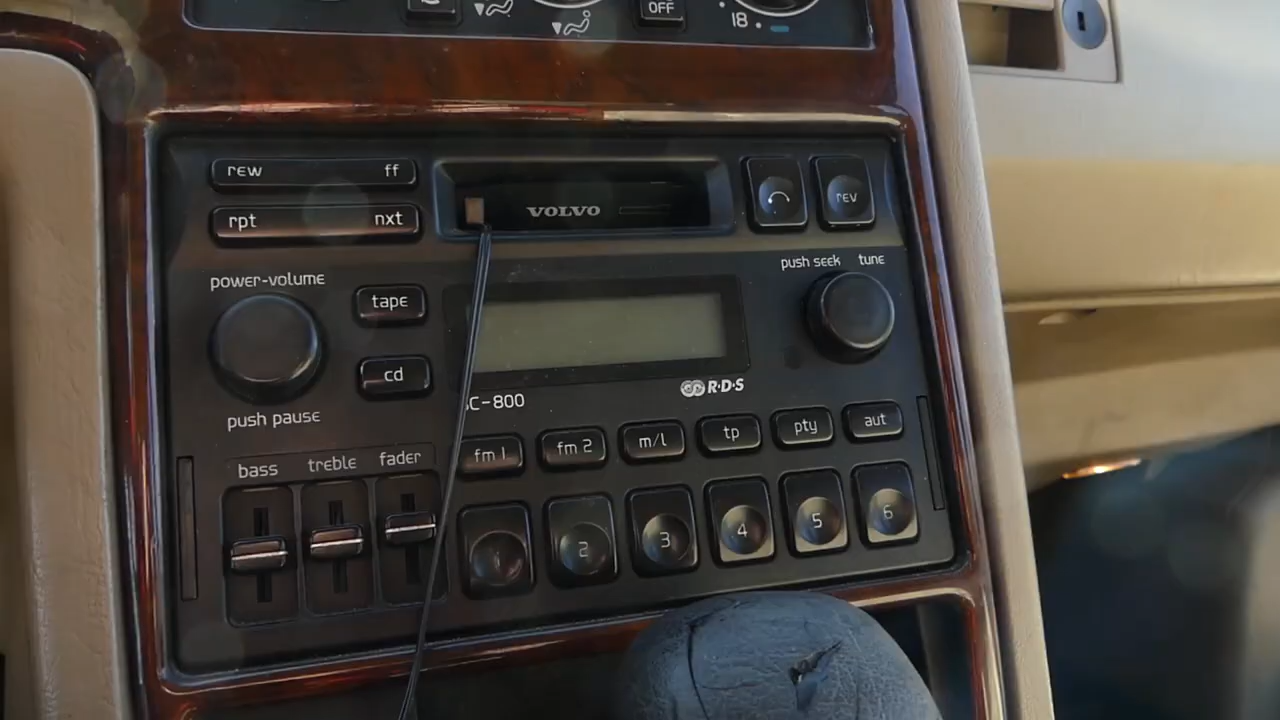 OFF
18
rew ff
rpt nxt
VOLVO
REV
power-volume
tape
push seek tune
cd
push pause
C-800
R·D·S
bass treble fader
fm 1 fm 2 m/l tp pty aut
2 3 4 5 6